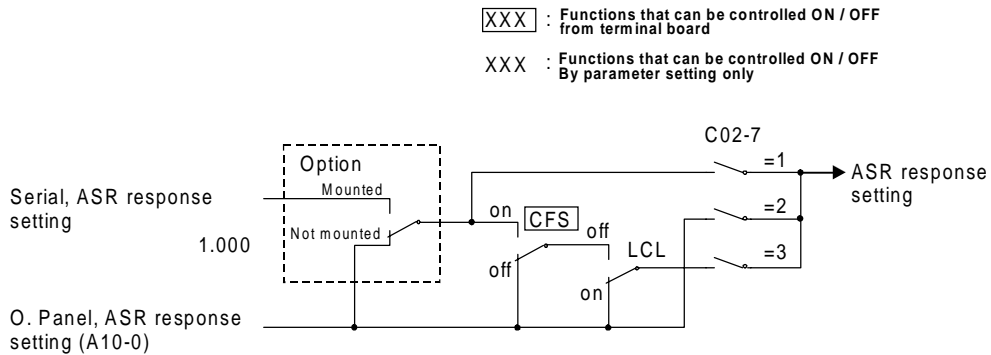 XXX : Functions that can be controlled ON / OFF
from terminal board
XXX : Functions that can be controlled ON / OFF
By parameter setting only
C02-7
Option
Mounted
Serial, ASR response
setting
Not mounted
1.000
on
CFS
off
off
LCL
on
=1
=2
=3
ASR response
setting
O. Panel, ASR response
setting (A10-0)